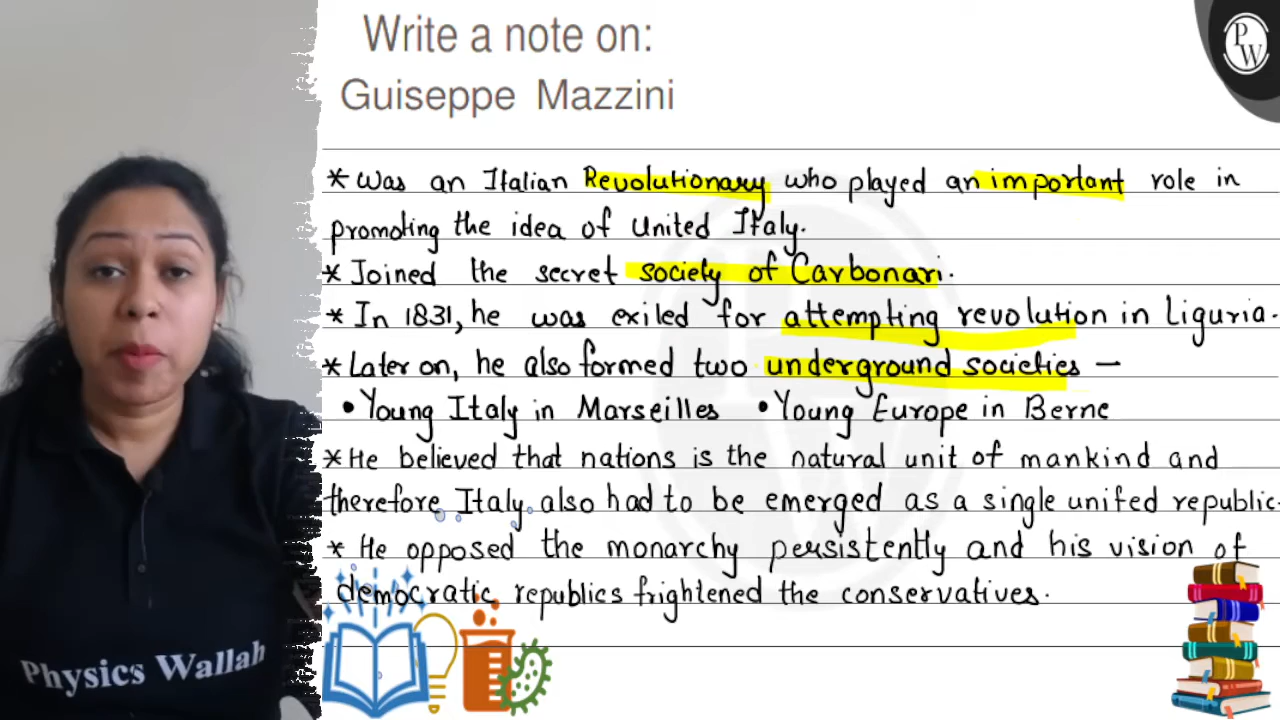 Write a note on:
Guiseppe Mazzini
PW
* Was an Italian Revolutionary who played an important role in
promoting the idea of United Italy.
* Joined the secret society of Carbonari.
* In 1831, he was exiled for attempting revolution in Liguria.
* Later on, he also formed two underground societies –
• Young Italy in Marseilles • Young Europe in Berne
* He believed that nations is the natural unit of mankind and
therefore Italy also had to be emerged as a single united republic.
* He opposed the monarchy persistently and his vision of
democratic republics frightened the conservatives.
Physics Wallah